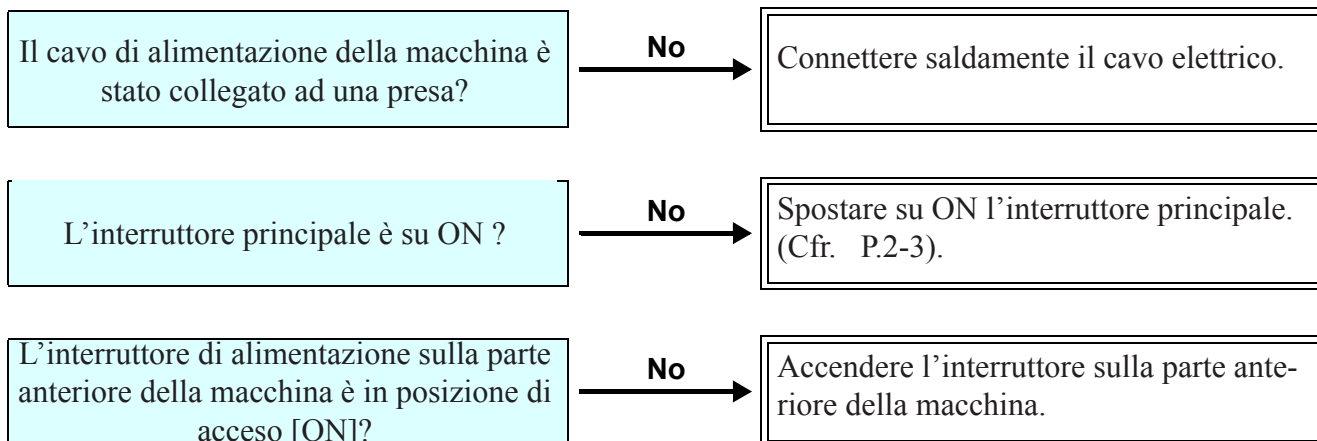 Il cavo di alimentazione della macchina è
stato collegato ad una presa?
No
Connettere saldamente il cavo elettrico.
L'interruttore principale è su ON ?
No
Spostare su ON l'interruttore principale.
(Cfr. P.2-3).
L'interruttore di alimentazione sulla parte
anteriore della macchina è in posizione di
acceso [ON]?
No
Accendere l'interruttore sulla parte ante-
riore della macchina.